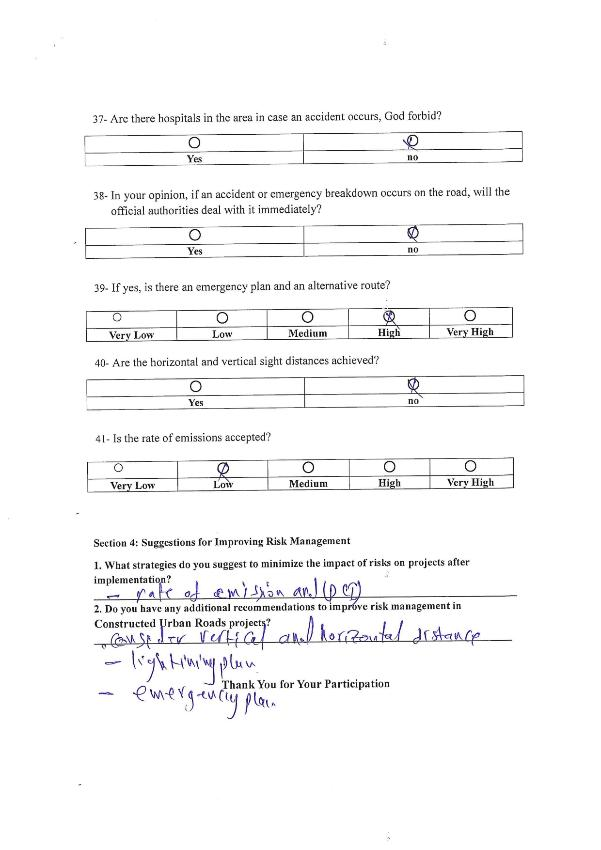 37- Are there hospitals in the area in case an accident occurs, God forbid?
Yes no
38- In your opinion, if an accident or emergency breakdown occurs on the road, will the
official authorities deal with it immediately?
Yes no
39- If yes, is there an emergency plan and an alternative route?
Very Low Low Medium High Very High
40- Are the horizontal and vertical sight distances achieved?
Yes no
41- Is the rate of emissions accepted?
Very Low Low Medium High Very High
Section 4: Suggestions for Improving Risk Management
1. What strategies do you suggest to minimize the impact of risks on projects after
implementation?
- rate of emission and
2. Do you have any additional recommendations to improve risk management in
Constructed Urban Roads projects?
vertical and horizontal distance
- plan
Thank You for Your Participation
- emergency plan